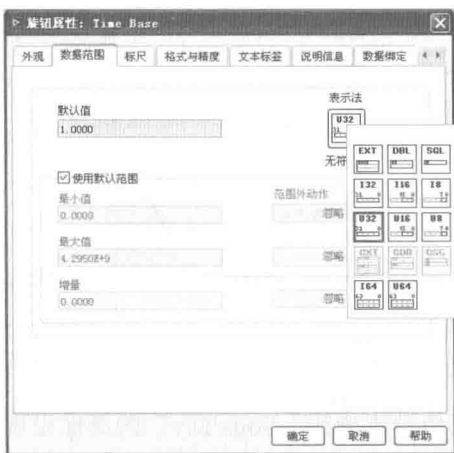 旋钮属性: Time Base
外观 数据范围 标尺 格式与精度 文本标签 说明信息 数据绑定
表示法
默认值
U32
1.0000
无符
EXT DBL SGL
使用默认范围
最小值 范围外动作
I32 I16 I8
0.0000 忽略
U32 U16 U8
最大值
4.2950E+9 忽略
CXT CDB CSG
增量
I64 U64
0.0000 忽略
确定 取消 帮助